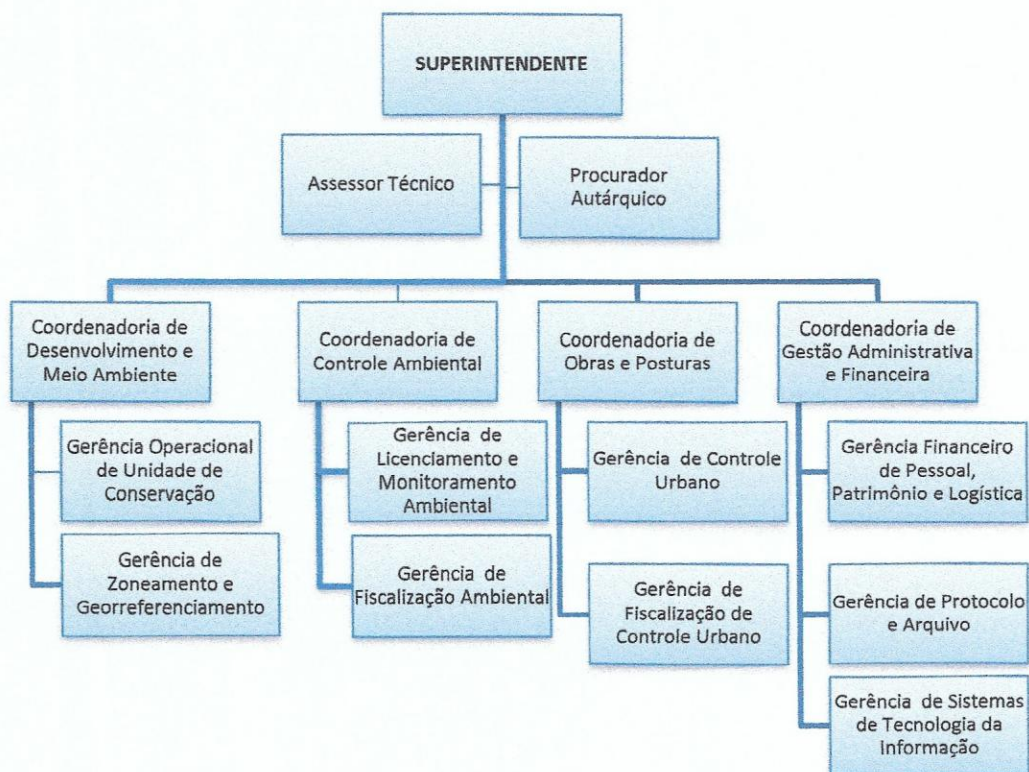 SUPERINTENDENTE
Assessor Técnico
Procurador
Autárquico
Coordenadoria de
Desenvolvimento e
Meio Ambiente
Coordenadoria de
Controle Ambiental
Coordenadoria de
Obras e Posturas
Coordenadoria de
Gestão Administrativa
e Financeira
Gerência Operacional
de Unidade de
Conservação
Gerência de
Zoneamento e
Georreferenciamento
Gerência de
Licenciamento e
Monitoramento
Ambiental
Gerência de
Fiscalização Ambiental
Gerência de Controle
Urbano
Gerência de
Fiscalização de
Controle Urbano
Gerência Financeiro
de Pessoal,
Patrimônio e Logística
Gerência de Protocolo
e Arquivo
Gerência de Sistemas
de Tecnologia da
Informação